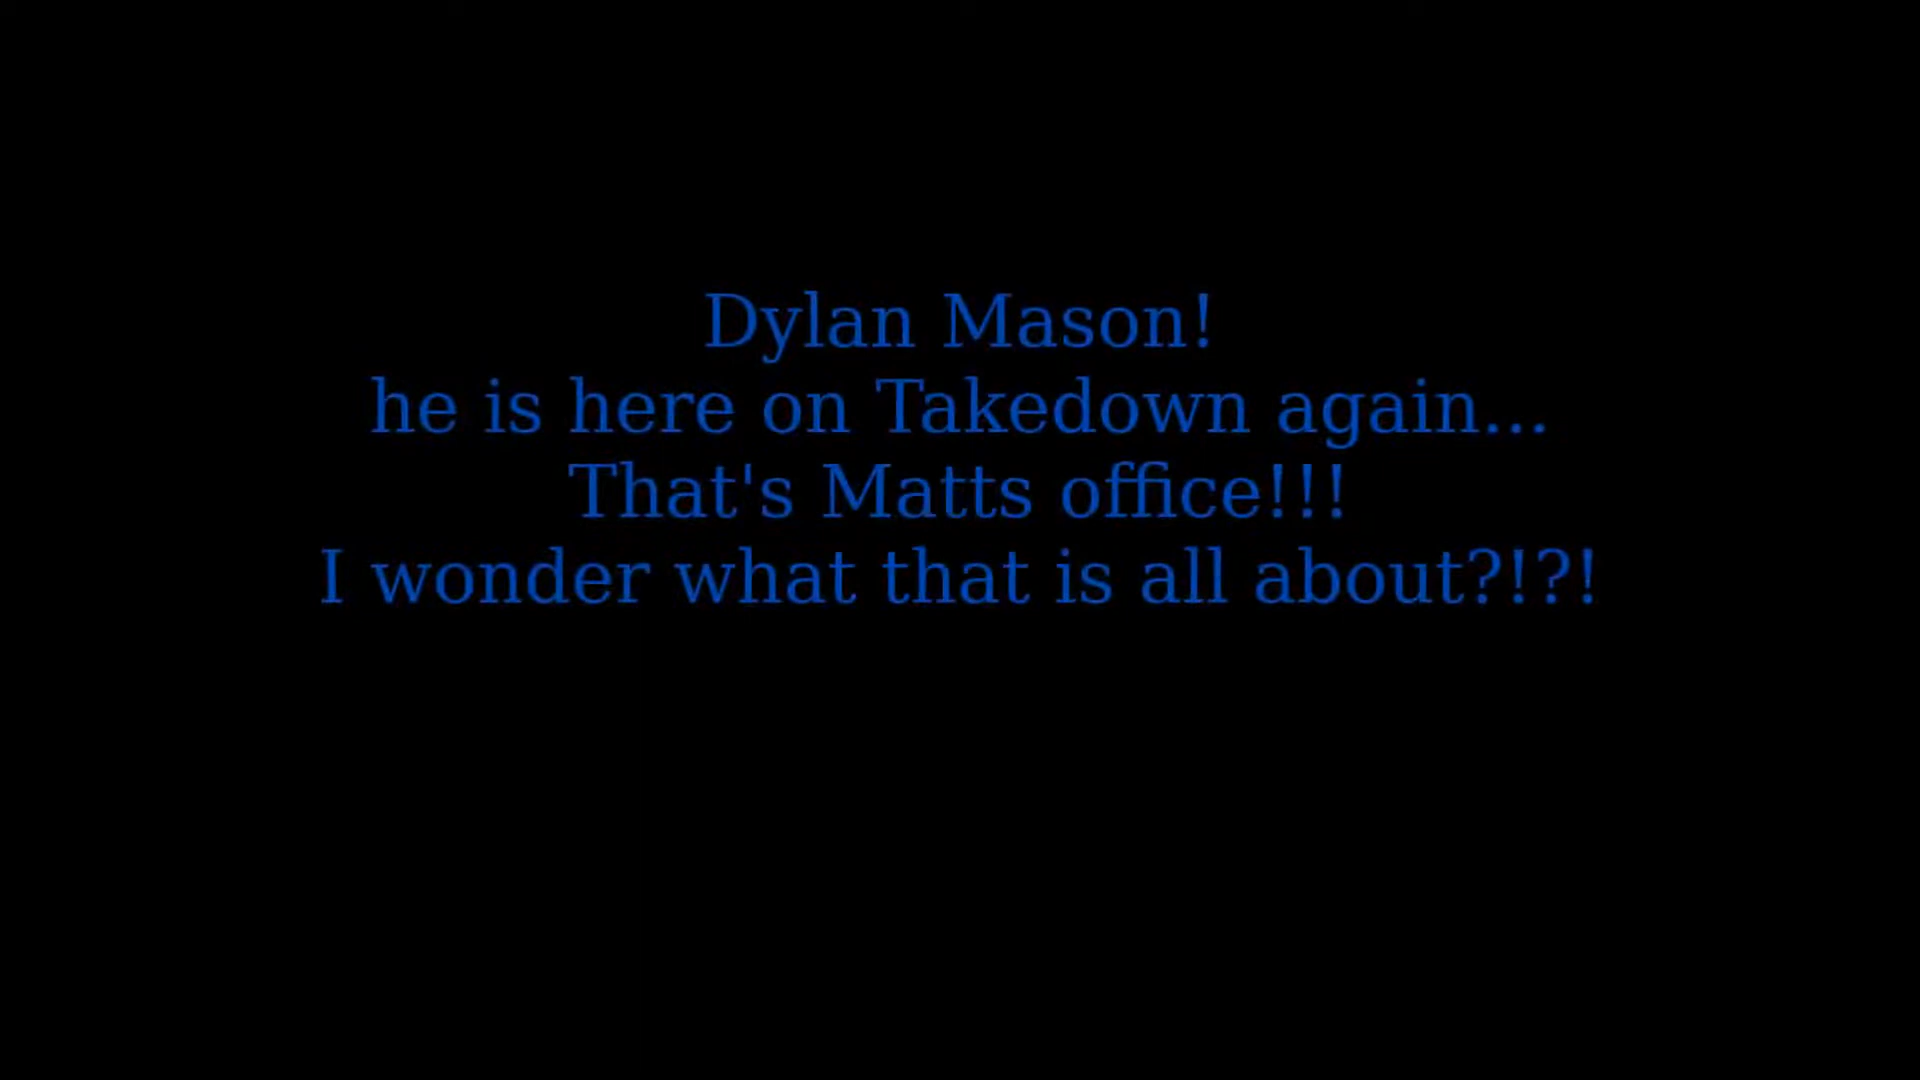 Dylan Mason!
he is here on Takedown again...
That's Matts office!!!
I wonder what that is all about?!?!